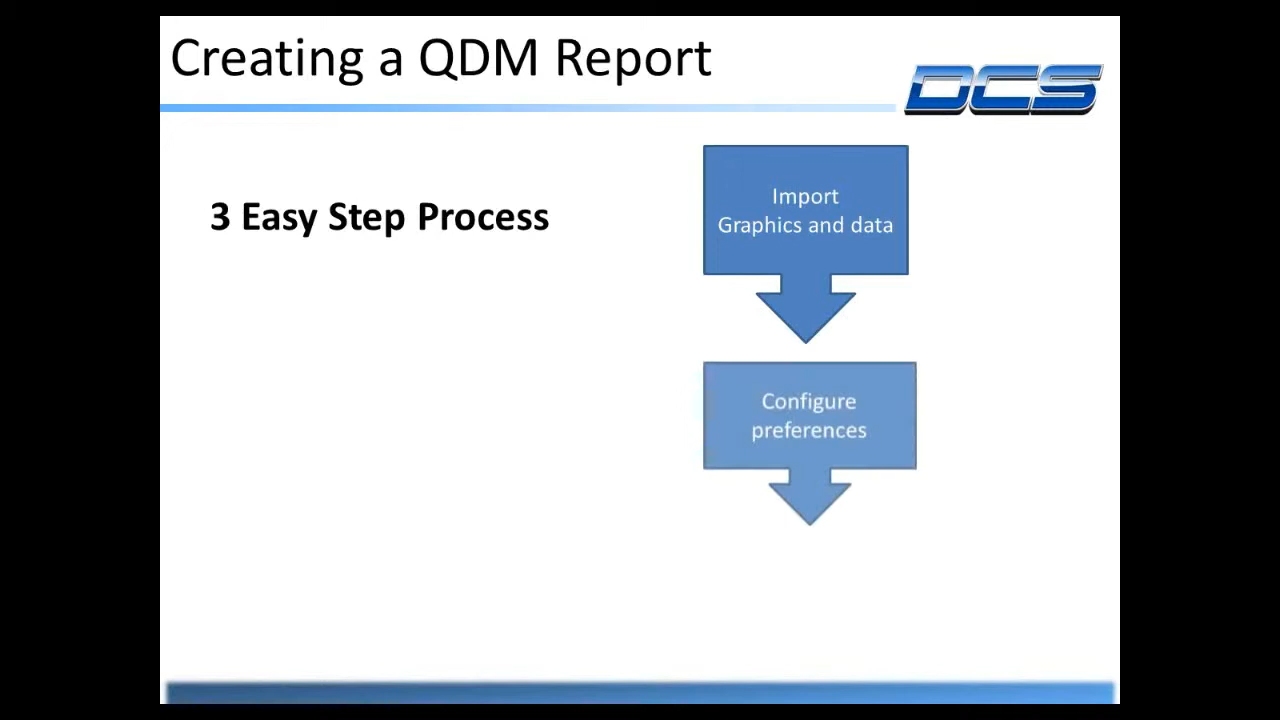 Creating a QDM Report
DCS
3 Easy Step Process
Import
Graphics and data
Configure
preferences